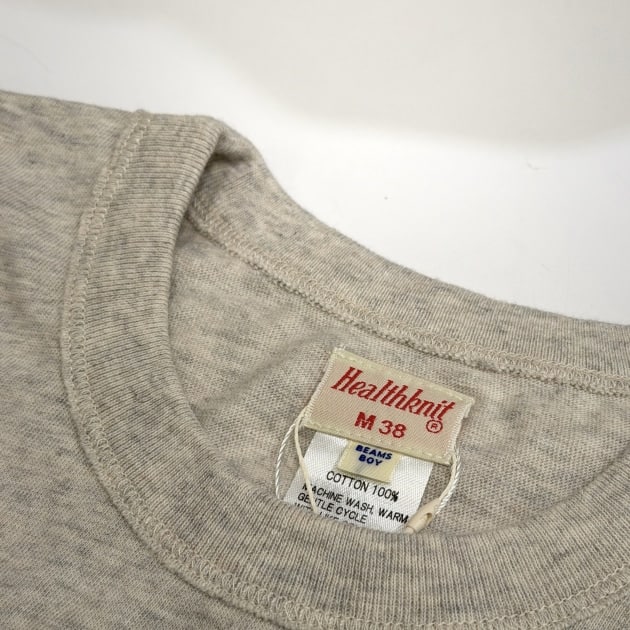 Healthknit
®
M 38
BEAMS
BOY
COTTON 100%
MACHINE WASH, WARM
GENTLE CYCLE